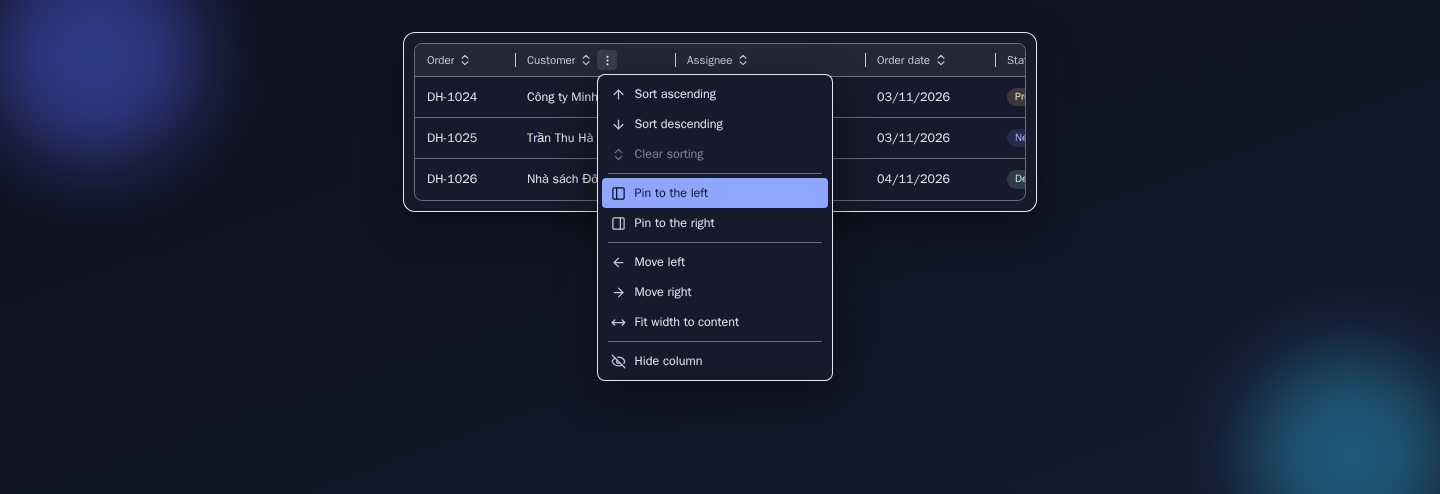 Order Customer Assignee Order date
DH-1024 Công ty Minh 03/11/2026
DH-1025 Trần Thu Hà 03/11/2026
DH-1026 Nhà sách 04/11/2026
Sort ascending
Sort descending
Clear sorting
Pin to the left
Pin to the right
Move left
Move right
Fit width to content
Hide column